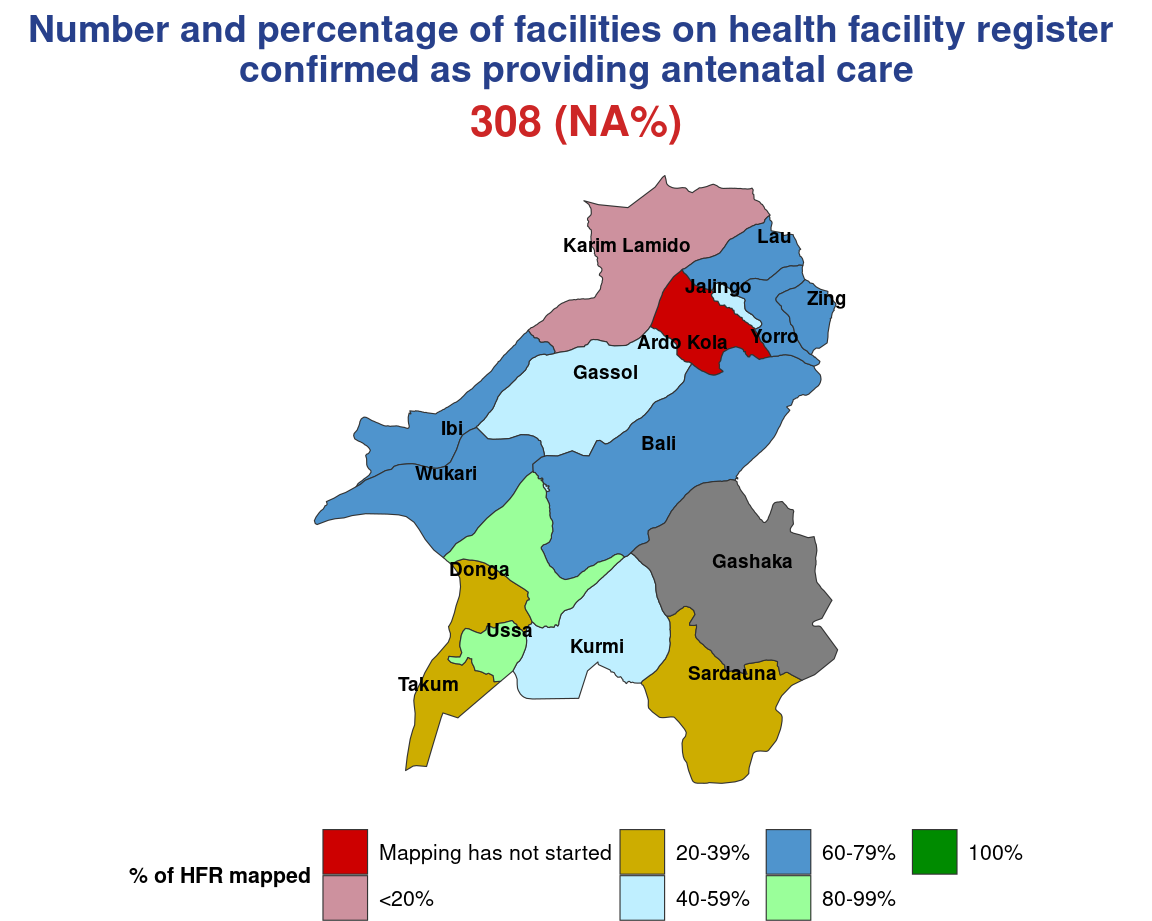 Number and percentage of facilities on health facility register
confirmed as providing antenatal care
308 (NA%)
Karim Lamido
Lau
Jalingo
Zing
Yorro
Ardo Kola
Gassol
Ibi
Bali
Wukari
Gashaka
Donga
Ussa
Kurmi
Sardauna
Takum
% of HFR mapped
Mapping has not started
<20%
20-39%
40-59%
60-79%
80-99%
100%